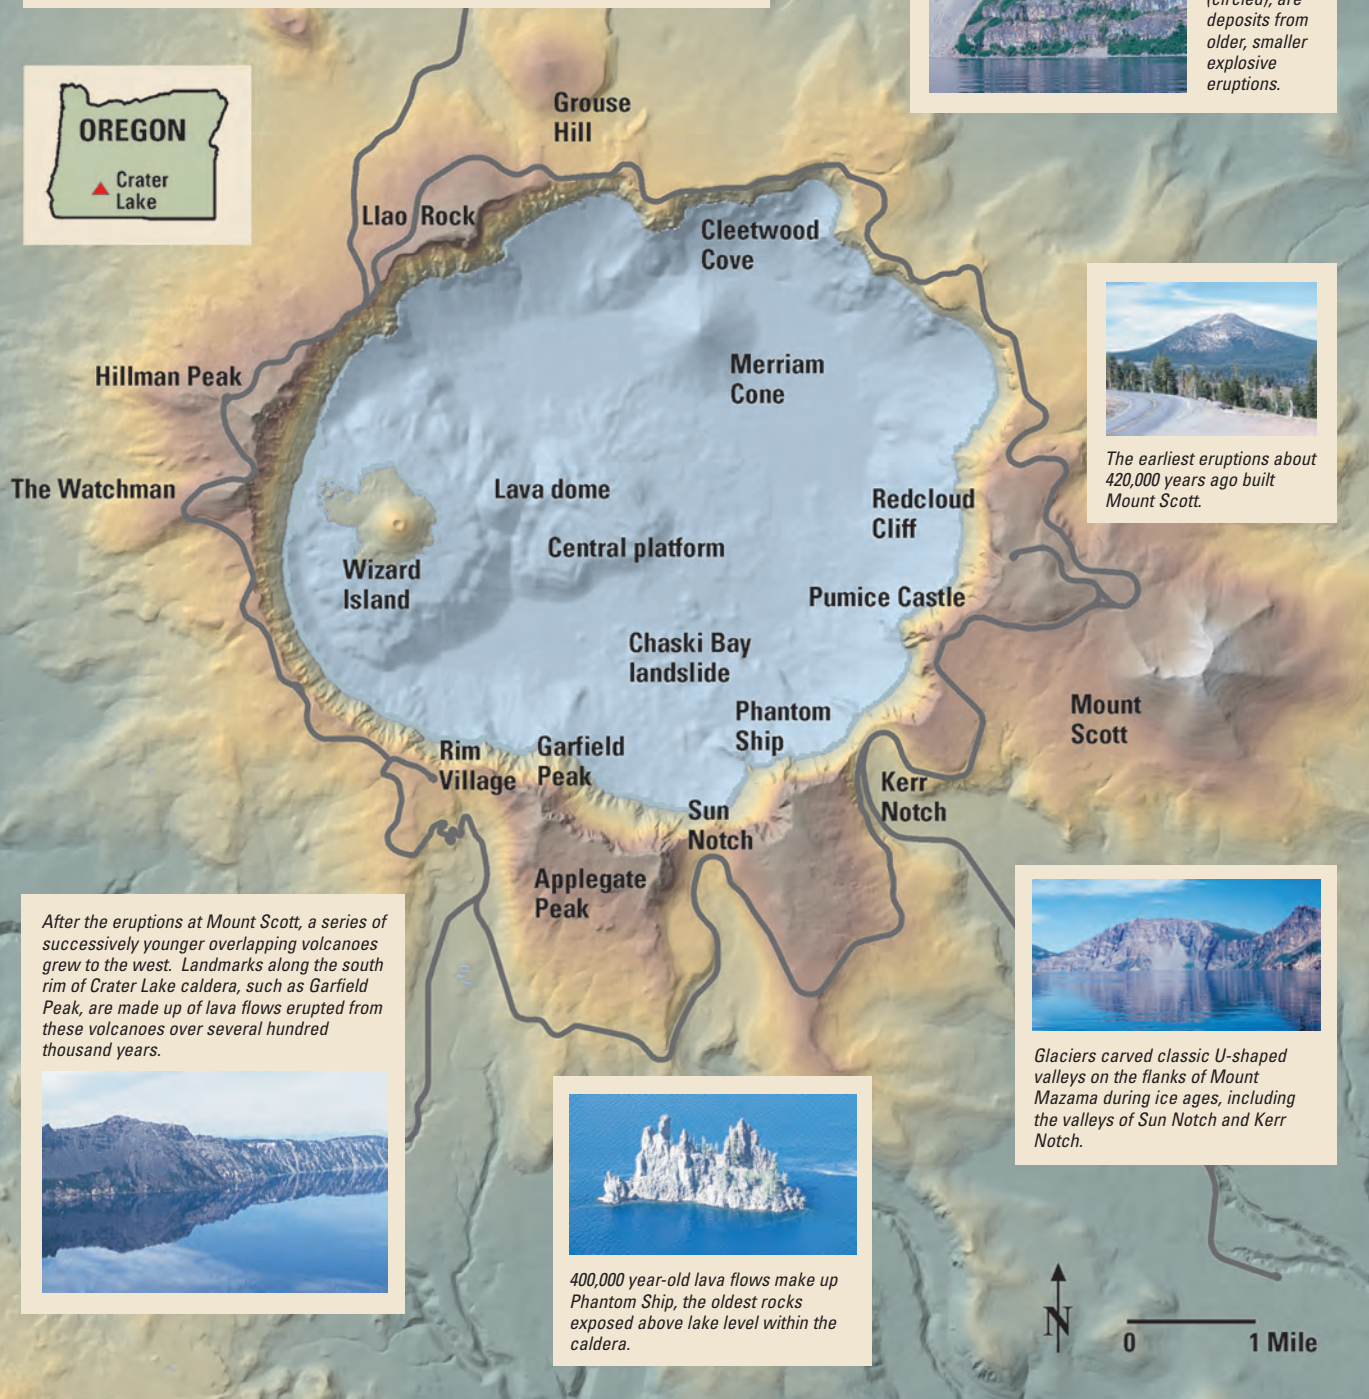 (circled), are
deposits from
older, smaller
explosive
eruptions.
OREGON
Crater
Lake
Grouse
Hill
Llao Rock
Cleetwood
Cove
Hillman Peak
Merriam
Cone
The Watchman
Lava dome
Redcloud
Cliff
Central platform
Wizard
Island
Pumice Castle
Chaski Bay
landslide
Phantom
Ship
Mount
Scott
Rim
Village
Garfield
Peak
Kerr
Notch
Sun
Notch
Applegate
Peak
The earliest eruptions about
420,000 years ago built
Mount Scott.
After the eruptions at Mount Scott, a series of
successively younger overlapping volcanoes
grew to the west. Landmarks along the south
rim of Crater Lake caldera, such as Garfield
Peak, are made up of lava flows erupted from
these volcanoes over several hundred
thousand years.
Glaciers carved classic U-shaped
valleys on the flanks of Mount
Mazama during ice ages, including
the valleys of Sun Notch and Kerr
Notch.
400,000 year-old lava flows make up
Phantom Ship, the oldest rocks
exposed above lake level within the
caldera.
N
0 1 Mile